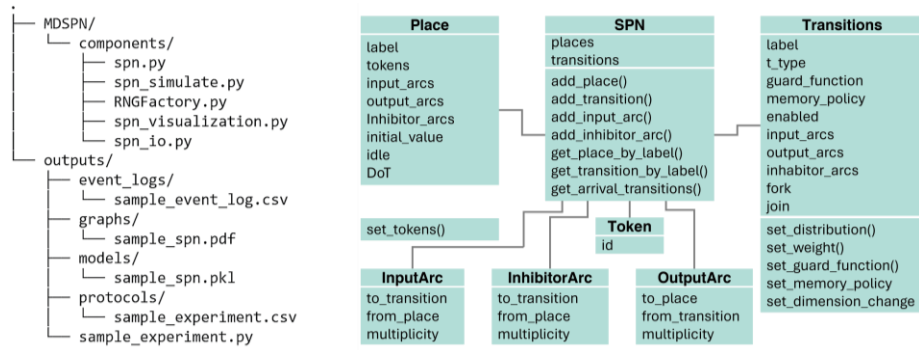 .
├── MDSPN/
│   └── components/
│       ├── spn.py
│       ├── spn_simulate.py
│       ├── RNGFactory.py
│       ├── spn_visualization.py
│       └── spn_io.py
└── outputs/
    ├── event_logs/
    │   └── sample_event_log.csv
    ├── graphs/
    │   └── sample_spn.pdf
    ├── models/
    │   └── sample_spn.pkl
    ├── protocols/
    │   └── sample_experiment.csv
    └── sample_experiment.py
Place
label
tokens
input_arcs
output_arcs
Inhibitor_arcs
initial_value
idle
DoT
set_tokens()
SPN
places
transitions
add_place()
add_transition()
add_input_arc()
add_inhibitor_arc()
get_place_by_label()
get_transition_by_label()
get_arrival_transitions()
Transitions
label
t_type
guard_function
memory_policy
enabled
input_arcs
output_arcs
inhabitor_arcs
fork
join
set_distribution()
set_weight()
set_guard_function()
set_memory_policy
set_dimension_change
Token
id
InputArc
to_transition
from_place
multiplicity
InhibitorArc
to_transition
from_place
multiplicity
OutputArc
to_place
from_transition
multiplicity